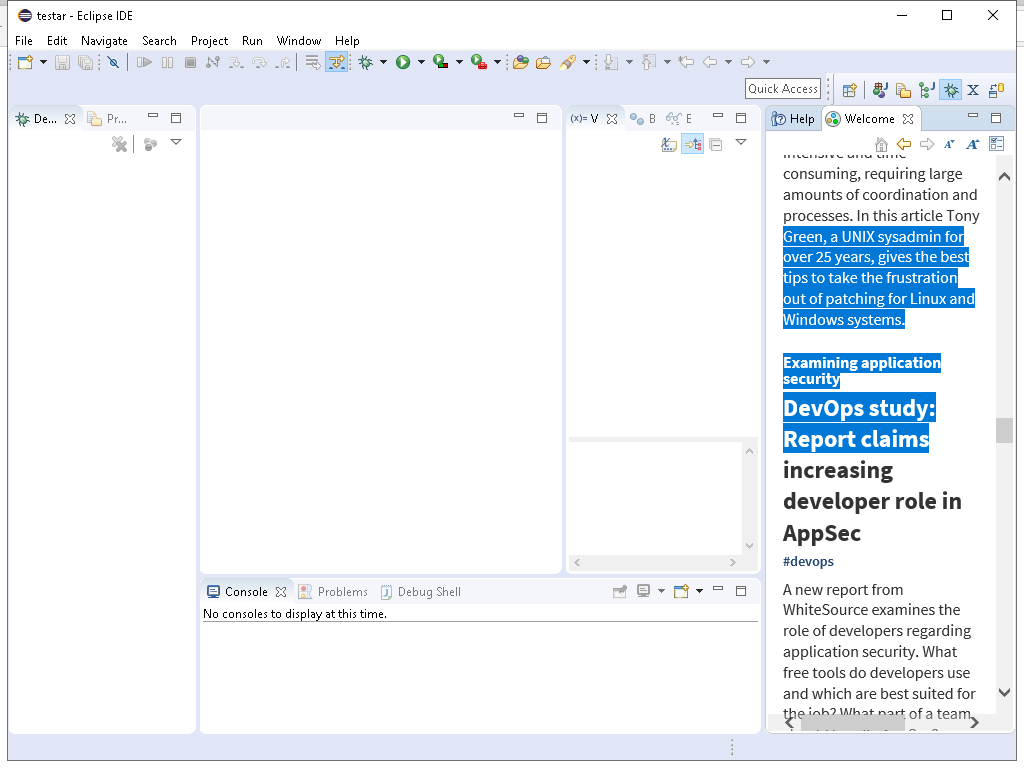 testar - Eclipse IDE
File Edit Navigate Search Project Run Window Help
Quick Access
De... Pr... (x)= V B E Help Welcome
consuming, requiring large
amounts of coordination and
processes. In this article Tony
Green, a UNIX sysadmin for
over 25 years, gives the best
tips to take the frustration
out of patching for Linux and
Windows systems.
Examining application
security
DevOps study:
Report claims
increasing
developer role in
AppSec
#devops
A new report from
WhiteSource examines the
role of developers regarding
application security. What
free tools do developers use
and which are best suited for
the job? What part of a team
Console Problems Debug Shell
No consoles to display at this time.